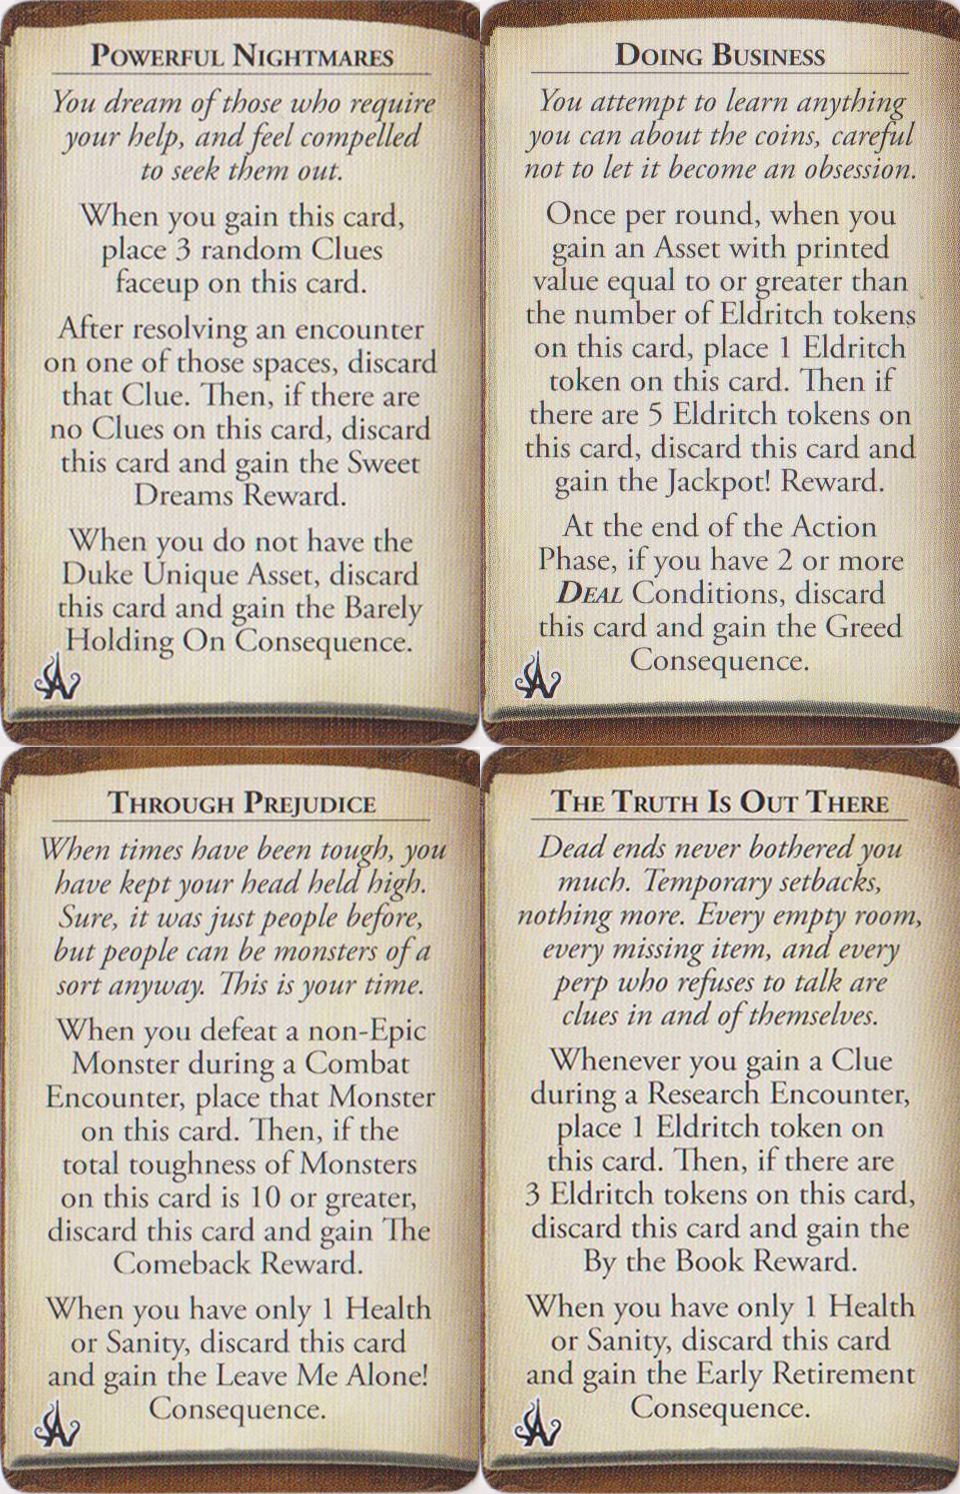 POWERFUL NIGHTMARES
You dream of those who require
your help, and feel compelled
to seek them out.
When you gain this card,
place 3 random Clues
faceup on this card.
After resolving an encounter
on one of those spaces, discard
that Clue. Then, if there are
no Clues on this card, discard
this card and gain the Sweet
Dreams Reward.
When you do not have the
Duke Unique Asset, discard
this card and gain the Barely
Holding On Consequence.
DOING BUSINESS
You attempt to learn anything
you can about the coins, careful
not to let it become an obsession.
Once per round, when you
gain an Asset with printed
value equal to or greater than
the number of Eldritch tokens
on this card, place 1 Eldritch
token on this card. Then if
there are 5 Eldritch tokens on
this card, discard this card and
gain the Jackpot! Reward.
At the end of the Action
Phase, if you have 2 or more
DEAL Conditions, discard
this card and gain the Greed
Consequence.
THROUGH PREJUDICE
When times have been tough, you
have kept your head held high.
Sure, it was just people before,
but people can be monsters of a
sort anyway. This is your time.
When you defeat a non-Epic
Monster during a Combat
Encounter, place that Monster
on this card. Then, if the
total toughness of Monsters
on this card is 10 or greater,
discard this card and gain The
Comeback Reward.
When you have only 1 Health
or Sanity, discard this card
and gain the Leave Me Alone!
Consequence.
THE TRUTH IS OUT THERE
Dead ends never bothered you
much. Temporary setbacks,
nothing more. Every empty room,
every missing item, and every
perp who refuses to talk are
clues in and of themselves.
Whenever you gain a Clue
during a Research Encounter,
place 1 Eldritch token on
this card. Then, if there are
3 Eldritch tokens on this card,
discard this card and gain the
By the Book Reward.
When you have only 1 Health
or Sanity, discard this card
and gain the Early Retirement
Consequence.